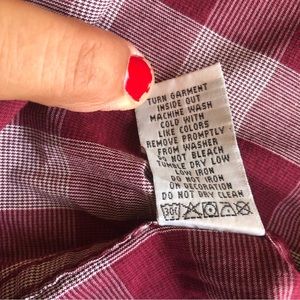 TURN GARMENT
INSIDE OUT
MACHINE WASH
COLD WITH
LIKE COLORS
REMOVE PROMPTLY
FROM WASHER
DO NOT BLEACH
TUMBLE DRY LOW
LOW IRON
DO NOT IRON
ON DECORATION
DO NOT DRY CLEAN